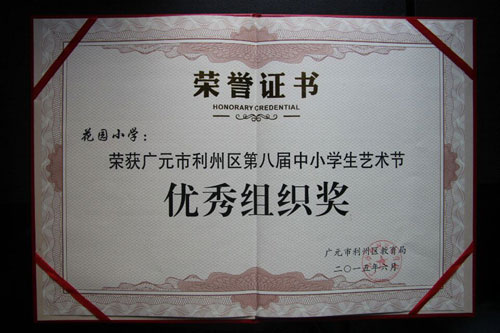 荣誉证书
HONORARY CREDENTIAL
花园小学：
荣获广元市利州区第八届中小学生艺术节
优秀组织奖
广元市利州区教育局
二〇一五年六月